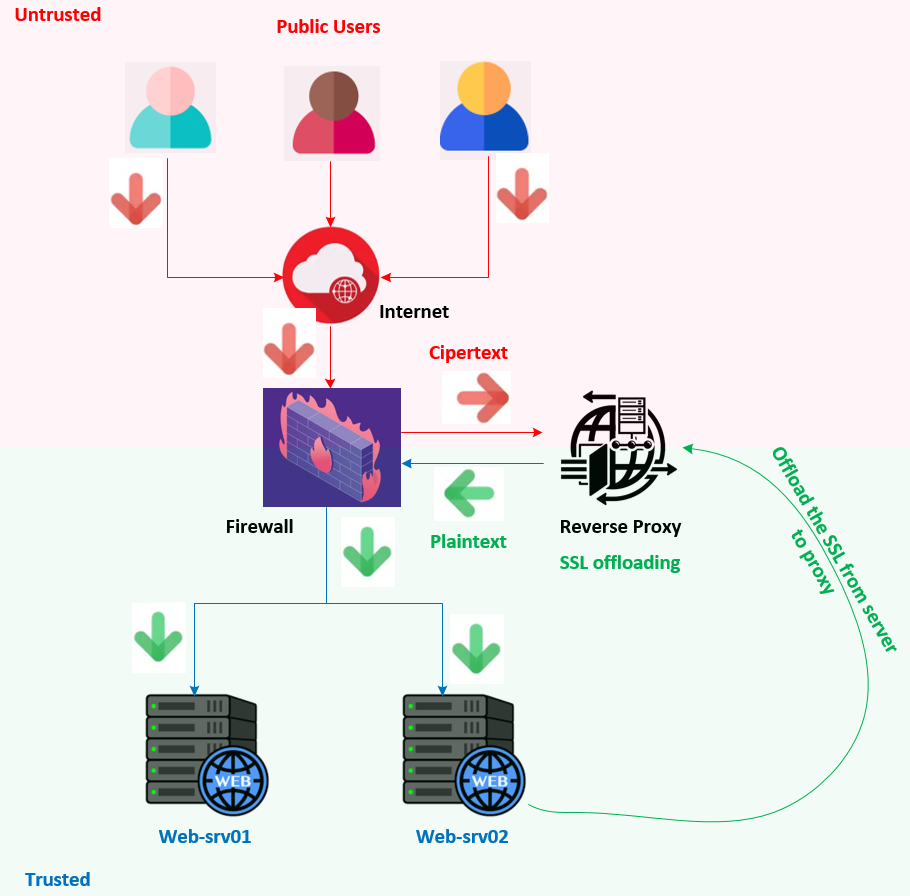 Untrusted
Public Users
Internet
Cipertext
Firewall
Plaintext
Reverse Proxy
SSL offloading
Offload the SSL from server
to proxy
WEB
WEB
Web-srv01
Web-srv02
Trusted